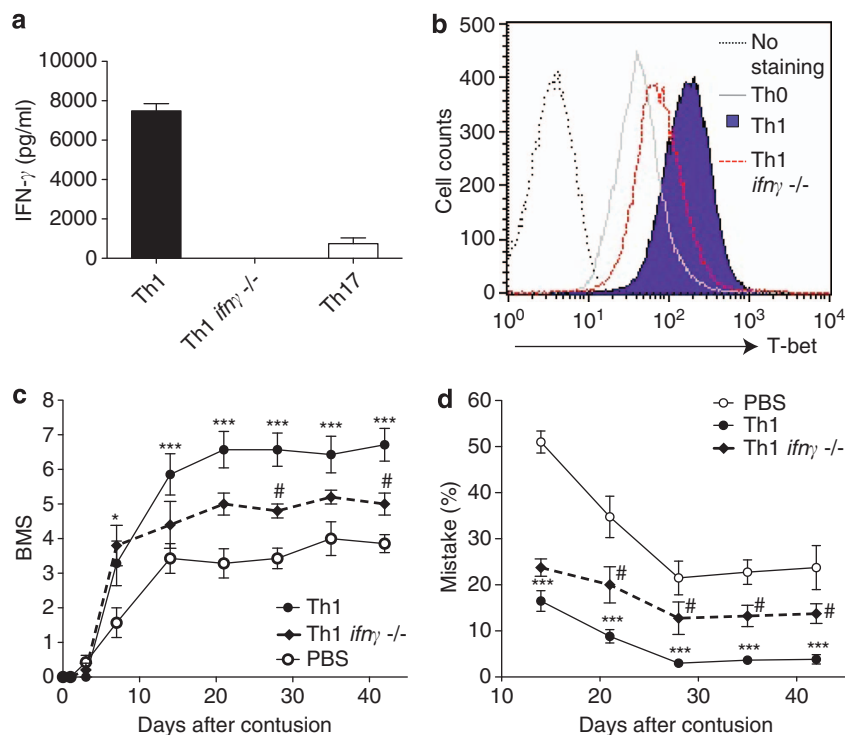 a
IFN-γ (pg/ml)
10000
8000
6000
4000
2000
0
Th1
Th1 ifnγ -/-
Th17
b
Cell counts
500
400
300
200
100
0
10^0
10^1
10^2
10^3
10^4
T-bet
No
staining
Th0
Th1
Th1
ifnγ -/-
c
BMS
8
7
6
5
4
3
2
1
0
*
***
***
***
***
***
#
#
Th1
Th1 ifnγ -/-
PBS
0
10
20
30
40
Days after contusion
d
Mistake (%)
60
50
40
30
20
10
0
PBS
Th1
Th1 ifnγ -/-
***
#
#
#
#
***
***
***
***
10
20
30
40
Days after contusion